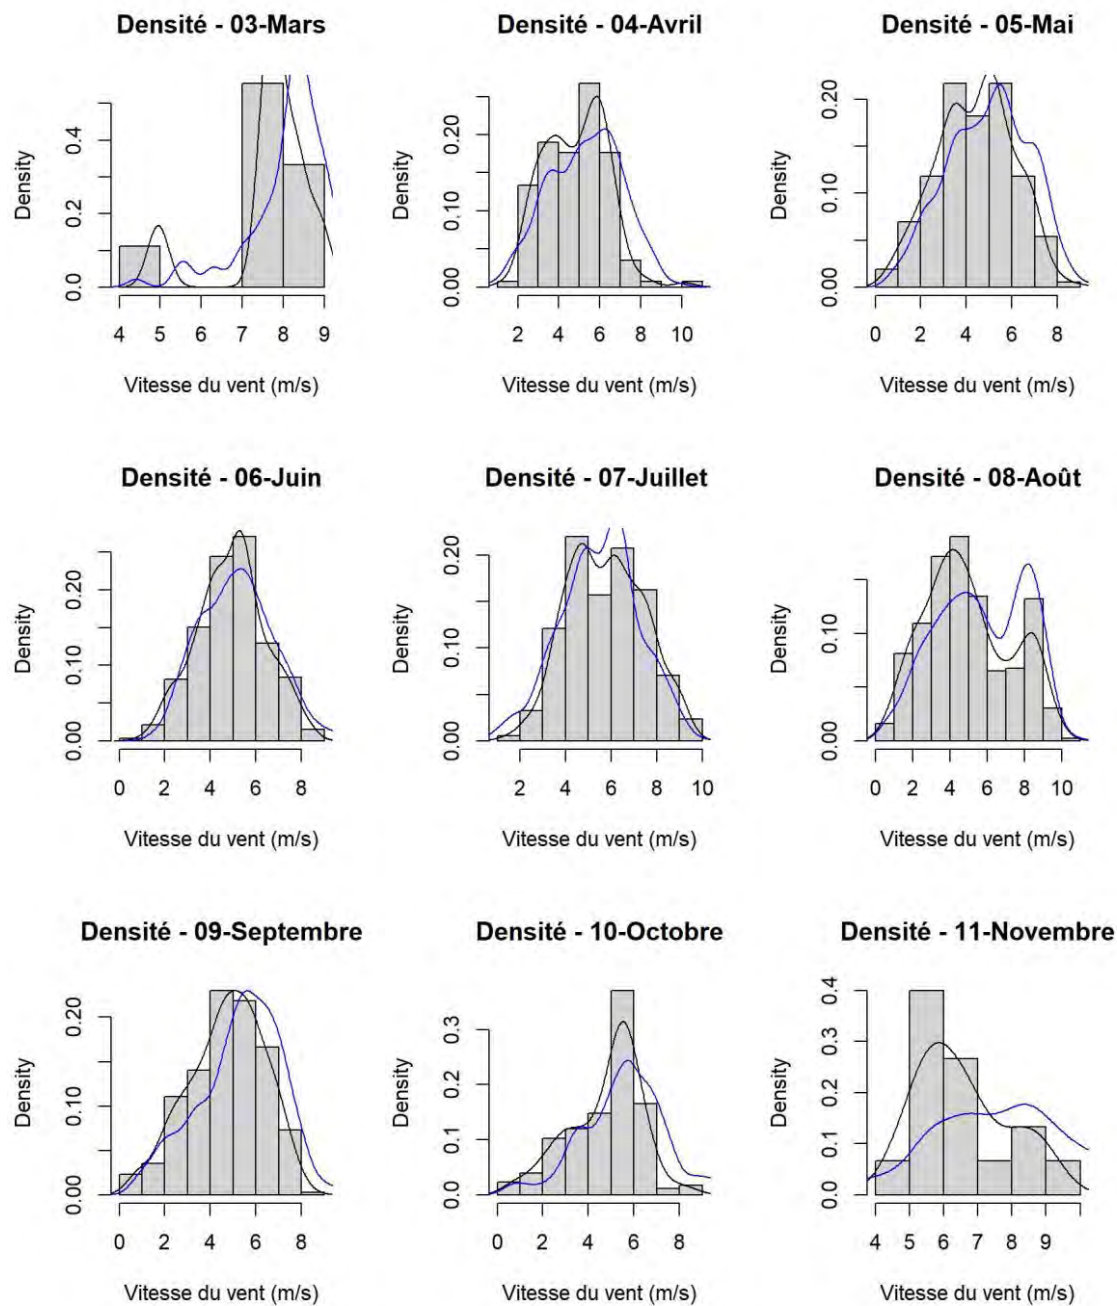 Densité - 03-Mars
Density
0.0 0.2 0.4
4 5 6 7 8 9
Vitesse du vent (m/s)
Densité - 04-Avril
Density
0.00 0.10 0.20
2 4 6 8 10
Vitesse du vent (m/s)
Densité - 05-Mai
Density
0.00 0.10 0.20
0 2 4 6 8
Vitesse du vent (m/s)
Densité - 06-Juin
Density
0.00 0.10 0.20
0 2 4 6 8
Vitesse du vent (m/s)
Densité - 07-Juillet
Density
0.00 0.10 0.20
2 4 6 8 10
Vitesse du vent (m/s)
Densité - 08-Août
Density
0.00 0.10
0 2 4 6 8 10
Vitesse du vent (m/s)
Densité - 09-Septembre
Density
0.00 0.10 0.20
0 2 4 6 8
Vitesse du vent (m/s)
Densité - 10-Octobre
Density
0.0 0.1 0.3
0 2 4 6 8
Vitesse du vent (m/s)
Densité - 11-Novembre
Density
0.0 0.1 0.2 0.3 0.4
4 5 6 7 8 9
Vitesse du vent (m/s)